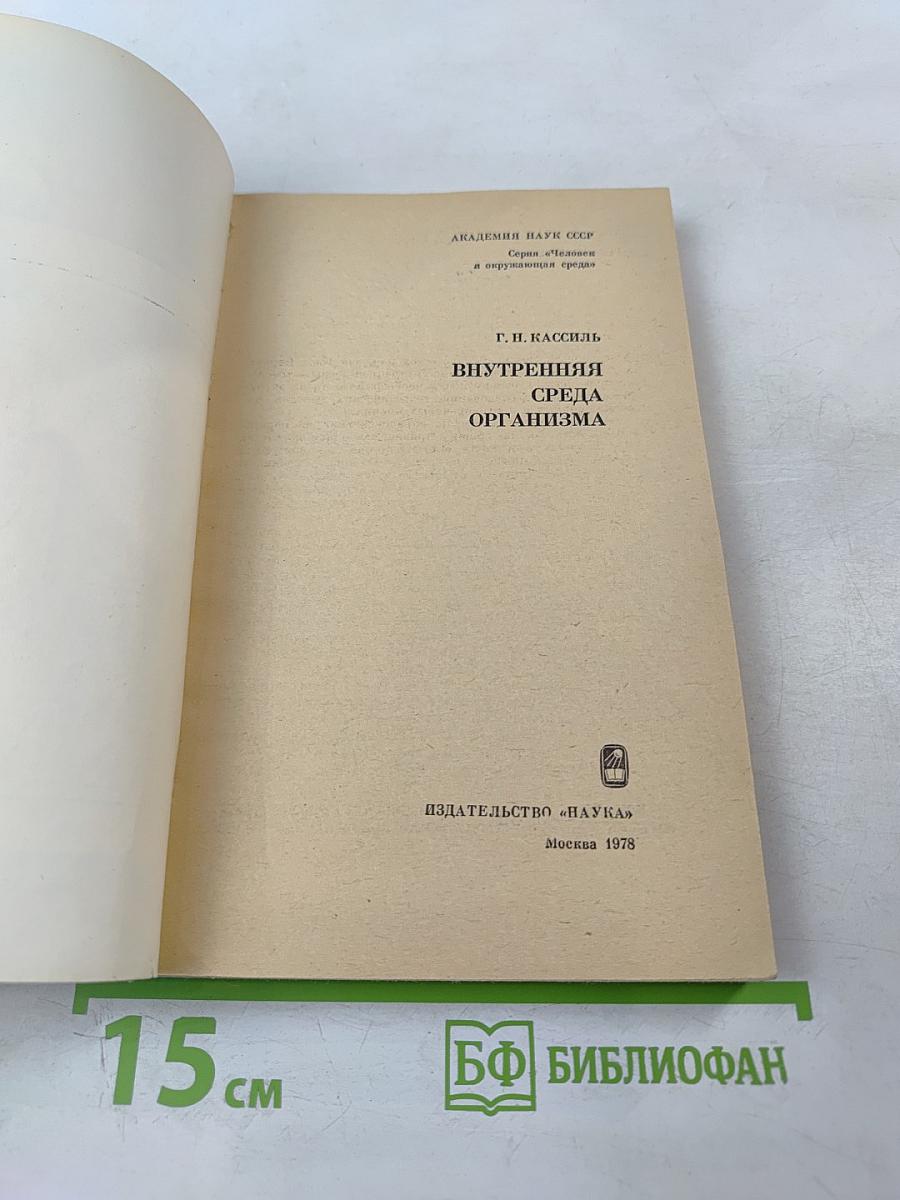 АКАДЕМИЯ НАУК СССР
Серия «Человек
и окружающая среда»
Г. Н. КАССИЛЬ
ВНУТРЕННЯЯ
СРЕДА
ОРГАНИЗМА
ИЗДАТЕЛЬСТВО «НАУКА»
Москва 1978
15 см
БФ БИБЛИОФАН